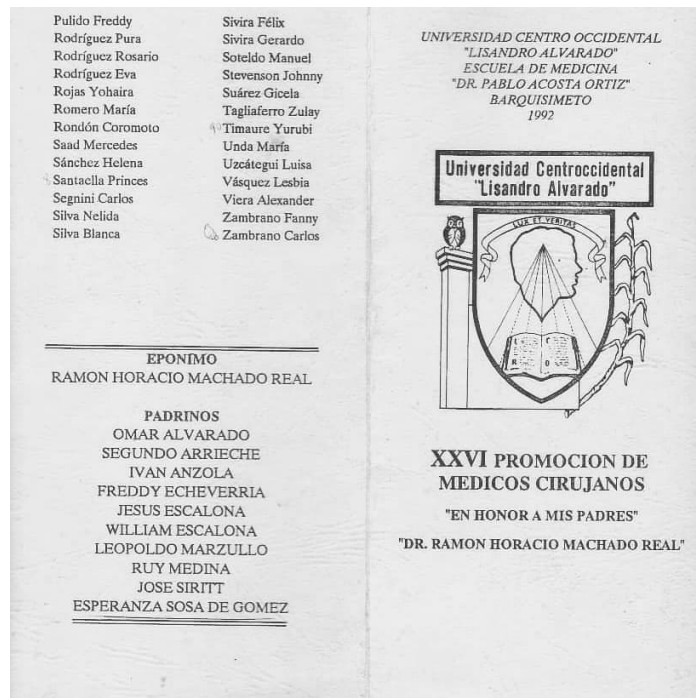 Pulido Freddy
Rodríguez Pura
Rodríguez Rosario
Rodríguez Eva
Rojas Yohaira
Romero María
Rondón Coromoto
Saad Mercedes
Sánchez Helena
Santaella Princes
Segnini Carlos
Silva Nelida
Silva Blanca
Sivira Félix
Sivira Gerardo
Soteldo Manuel
Stevenson Johnny
Suárez Gicela
Tagliaferro Zulay
Timaure Yurubi
Unda María
Uzcátegui Luisa
Vásquez Lesbia
Viera Alexander
Zambrano Fanny
Zambrano Carlos
EPONIMO
RAMON HORACIO MACHADO REAL
PADRINOS
OMAR ALVARADO
SEGUNDO ARRIECHE
IVAN ANZOLA
FREDDY ECHEVERRIA
JESUS ESCALONA
WILLIAM ESCALONA
LEOPOLDO MARZULLO
RUY MEDINA
JOSE SIRITT
ESPERANZA SOSA DE GOMEZ
UNIVERSIDAD CENTRO OCCIDENTAL
"LISANDRO ALVARADO"
ESCUELA DE MEDICINA
"DR. PABLO ACOSTA ORTIZ"
BARQUISIMETO
1992
Universidad Centroccidental
"Lisandro Alvarado"
LUX ET VERITAS
XXVI PROMOCION DE
MEDICOS CIRUJANOS
"EN HONOR A MIS PADRES"
"DR. RAMON HORACIO MACHADO REAL"